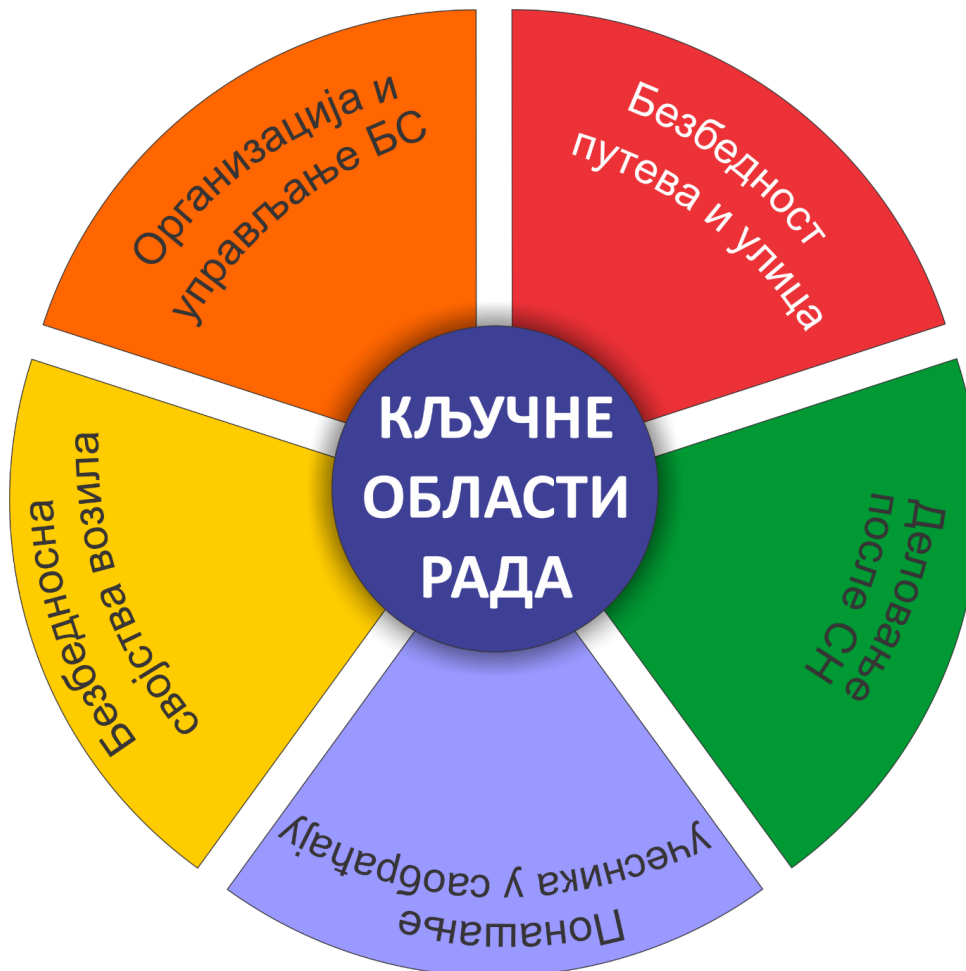 КЉУЧНЕ
ОБЛАСТИ
РАДА
Безбедност
путева и улица
Деловање
после СН
Понашање
учесника у саобраћају
Безбедносна
својства возила
Организација и
управљање БС